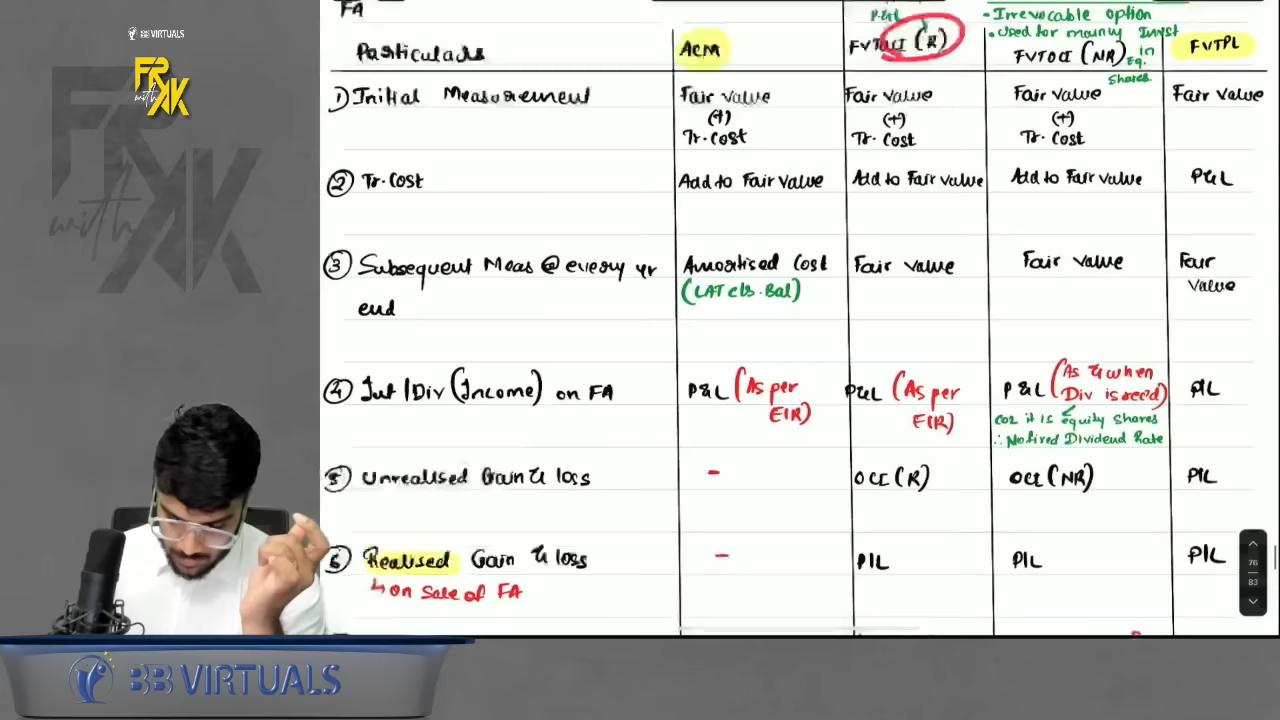 BB VIRTUALS
FR
with
AK
FA
P&L
• Irrevocable option
• Used for mainly Invst
in
Eq.
Shares
Particulars ACM FVTOCI (R) FVTOCI (NR) FVTPL
1) Initial Measurement Fair value Fair value Fair value Fair value
(+) (+) (+)
Tr. Cost Tr. Cost Tr. Cost
2 Tr. Cost Add to Fair Value Add to Fair value Add to Fair value P&L
3 Subsequent Meas @ every yr Amortised Cost Fair value Fair value Fair
end (LAT cls. Bal) Value
4 Int / Div (Income) on FA P&L (As per EIR) P&L (As per EIR) P&L (As & when Div is recd) P/L
coz it is equity shares
∴ No fixed Dividend Rate
5 Unrealised Gain & loss - OCI (R) OCI (NR) P/L
6 Realised Gain & loss - P/L P/L P/L
↳ on Sale of FA
76
83
BB VIRTUALS